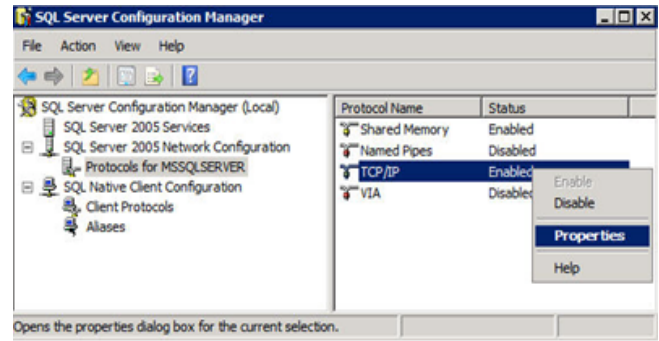 SQL Server Configuration Manager
File Action View Help
SQL Server Configuration Manager (Local)
SQL Server 2005 Services
SQL Server 2005 Network Configuration
Protocols for MSSQLSERVER
SQL Native Client Configuration
Client Protocols
Aliases
Protocol Name Status
Shared Memory Enabled
Named Pipes Disabled
TCP/IP Enabled
VIA Disabled
Enable
Disable
Properties
Help
Opens the properties dialog box for the current selection.